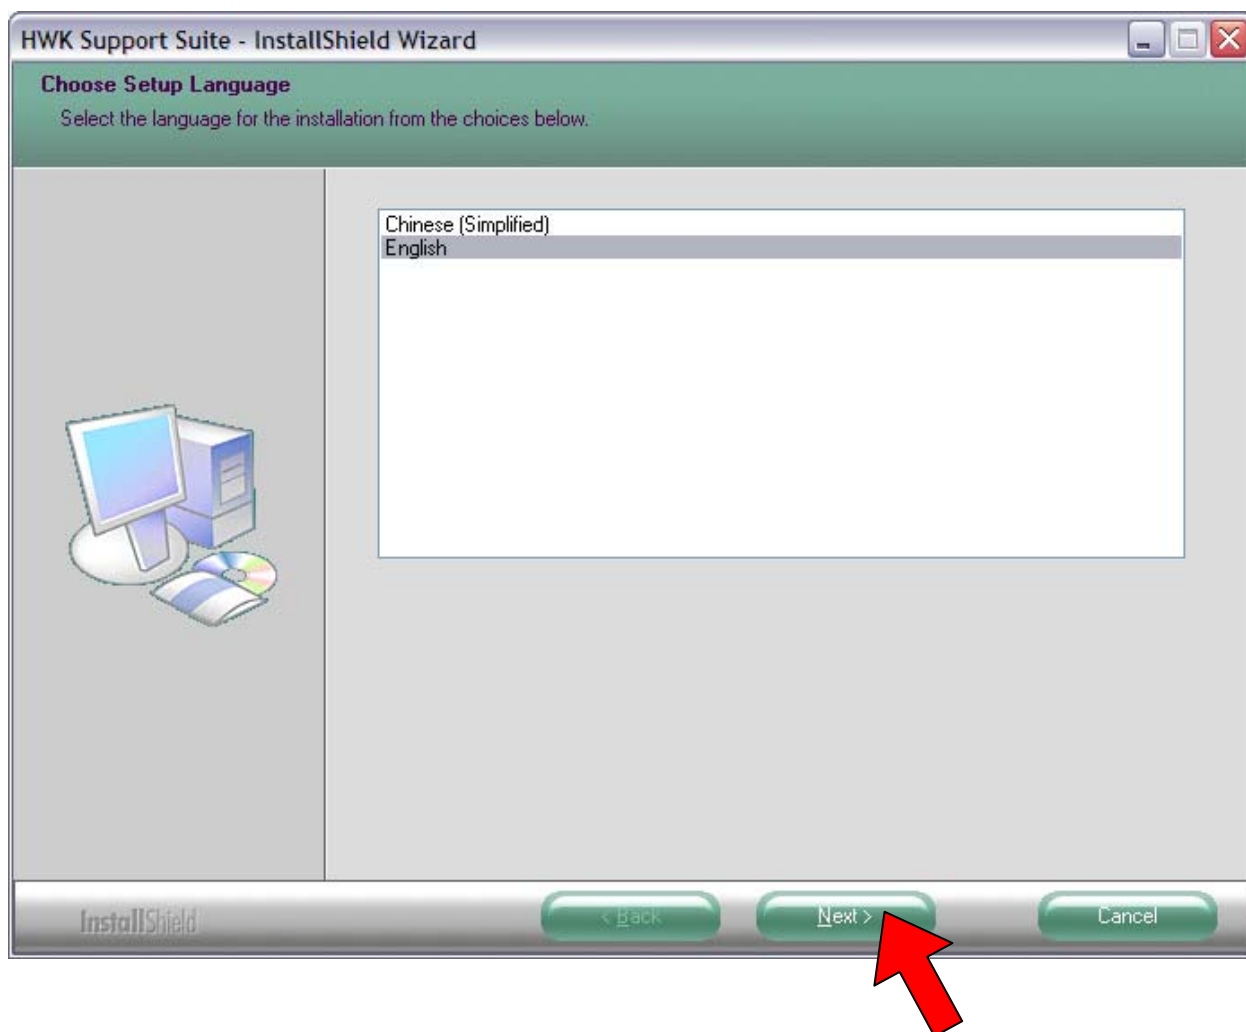 HWK Support Suite - InstallShield Wizard
Choose Setup Language
Select the language for the installation from the choices below.
Chinese (Simplified)
English
InstallShield
< Back
Next >
Cancel